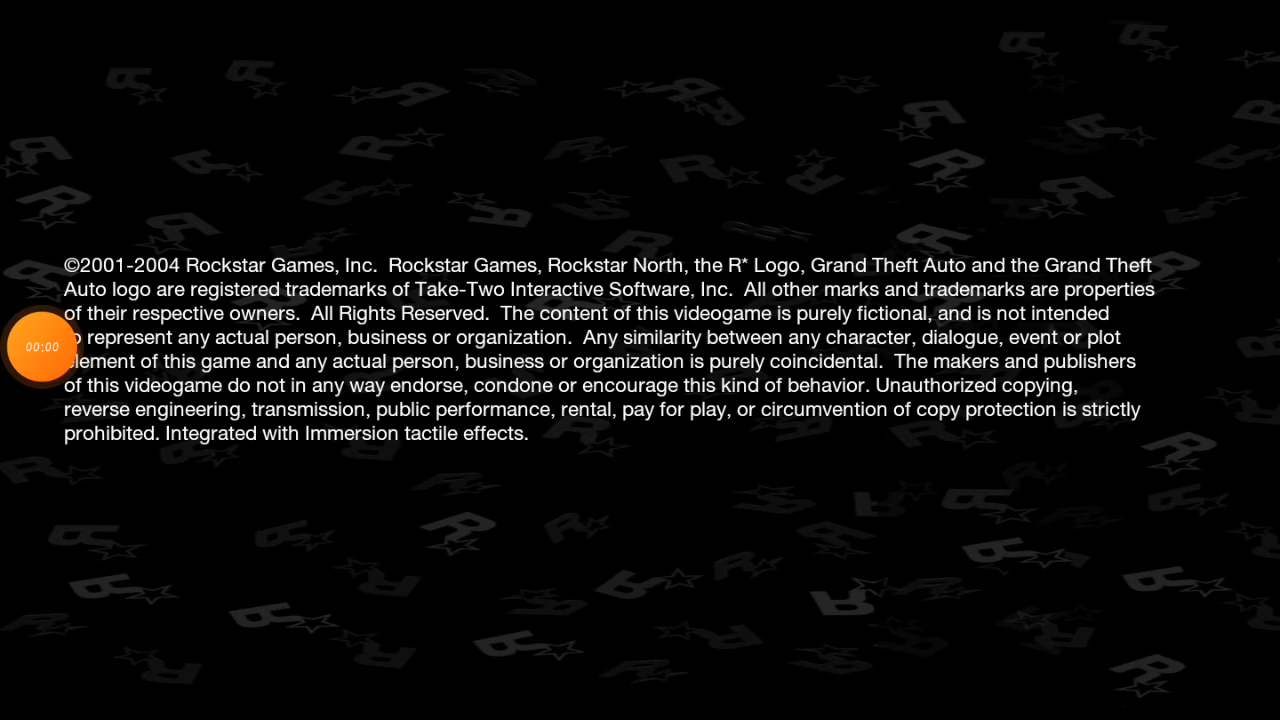 ©2001-2004 Rockstar Games, Inc.  Rockstar Games, Rockstar North, the R* Logo, Grand Theft Auto and the Grand Theft
Auto logo are registered trademarks of Take-Two Interactive Software, Inc.  All other marks and trademarks are properties
of their respective owners.  All Rights Reserved.  The content of this videogame is purely fictional, and is not intended
00:00
represent any actual person, business or organization.  Any similarity between any character, dialogue, event or plot
element of this game and any actual person, business or organization is purely coincidental.  The makers and publishers
of this videogame do not in any way endorse, condone or encourage this kind of behavior. Unauthorized copying,
reverse engineering, transmission, public performance, rental, pay for play, or circumvention of copy protection is strictly
prohibited. Integrated with Immersion tactile effects.